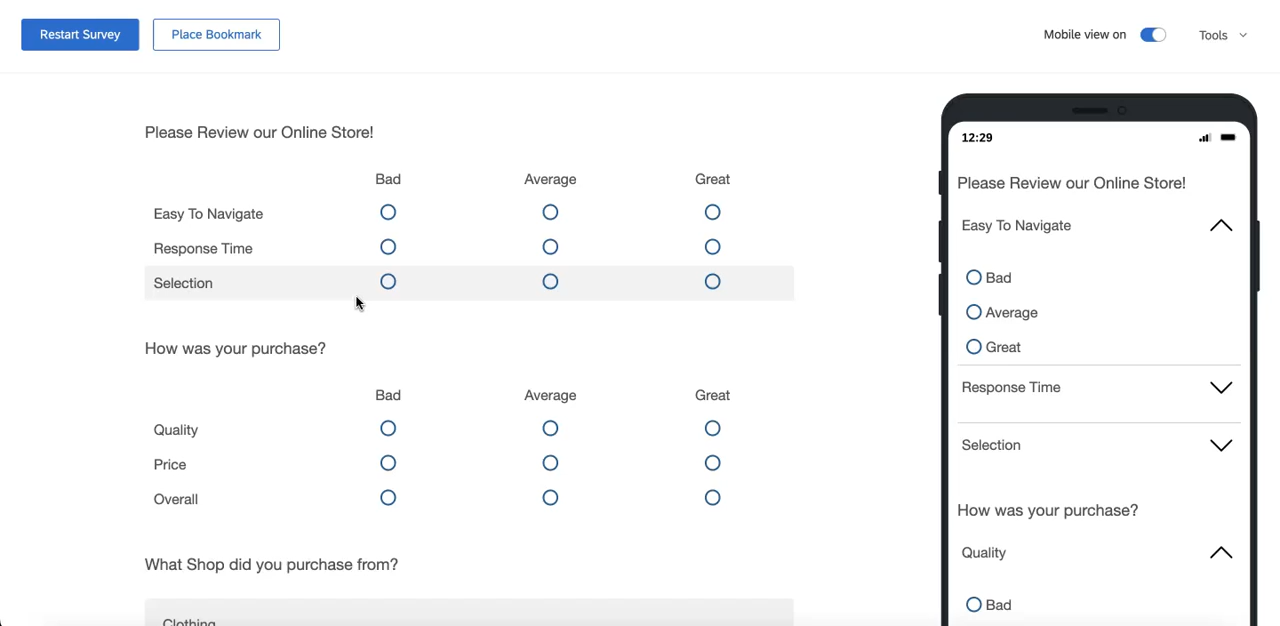 Restart Survey
Place Bookmark
Mobile view on
Tools
Please Review our Online Store!
Bad Average Great
Easy To Navigate
Response Time
Selection
How was your purchase?
Bad Average Great
Quality
Price
Overall
What Shop did you purchase from?
Clothing
12:29
Please Review our Online Store!
Easy To Navigate
Bad
Average
Great
Response Time
Selection
How was your purchase?
Quality
Bad